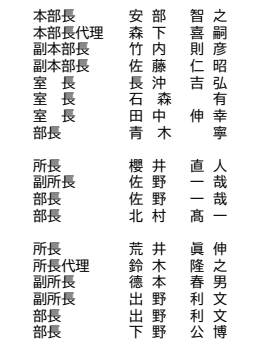 本部長 安部 智之
本部長代理 森下 喜嗣
副本部長 竹内 則彦
副本部長 佐藤 仁昭
室 長 長沖 吉弘
室 長 石森 有
室 長 田中 伸幸
部長 青木 寧
所長 櫻井 直人
副所長 佐野 一哉
部長 佐野 一哉
部長 北村 髙一
所長 荒井 眞伸
所長代理 鈴木 隆之
副所長 德本 春男
副所長 出野 利文
部長 出野 利文
部長 下野 公博